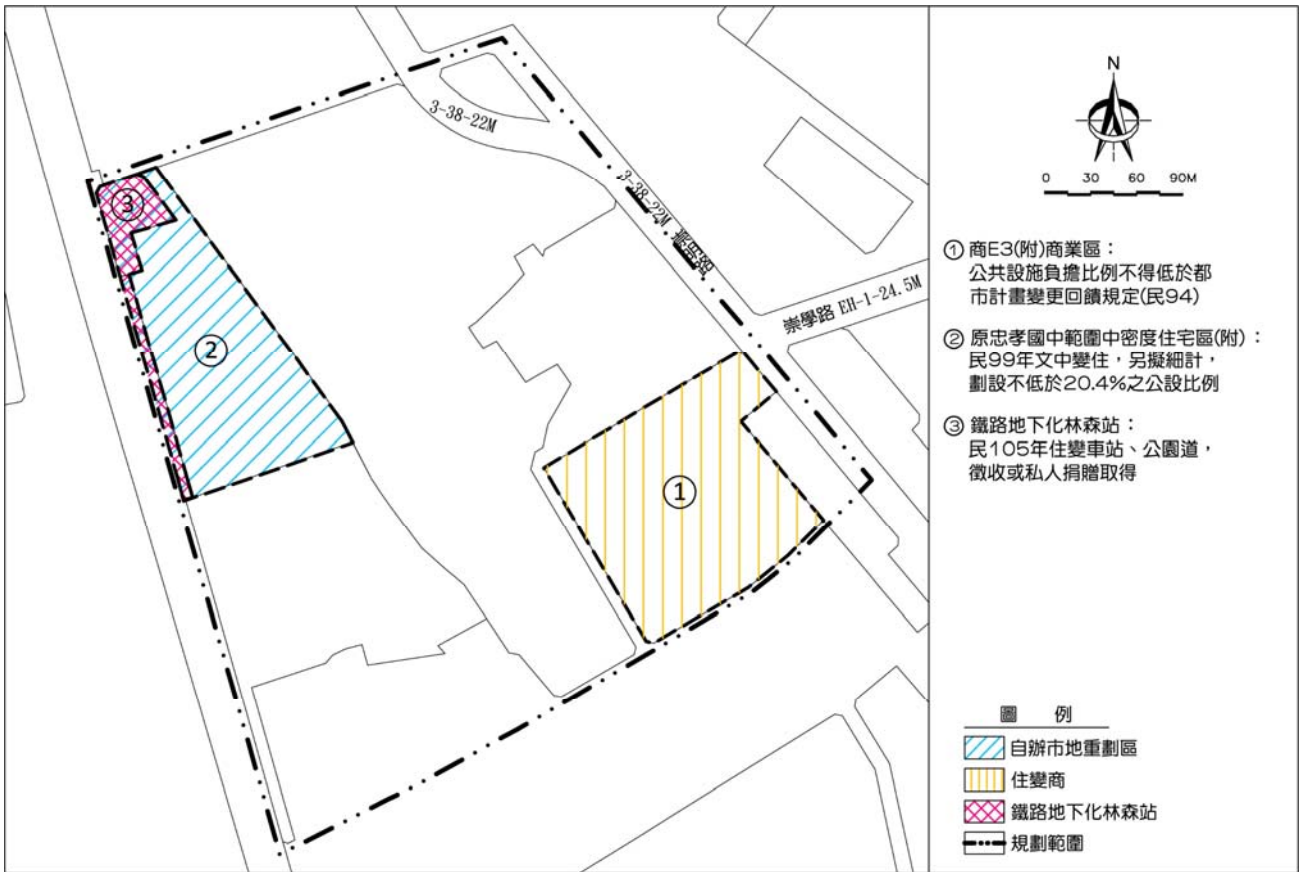 3-38-22M
3-38-22M 崇明路
崇學路 EH-1-24.5M
③
②
①
N
0 30 60 90M
① 商E3(附)商業區：
公共設施負擔比例不得低於都
市計畫變更回饋規定(民94)
② 原忠孝國中範圍中密度住宅區(附)：
民99年文中變住，另擬細計，
劃設不低於20.4%之公設比例
③ 鐵路地下化林森站：
民105年住變車站、公園道，
徵收或私人捐贈取得
圖 例
自辦市地重劃區
住變商
鐵路地下化林森站
規劃範圍